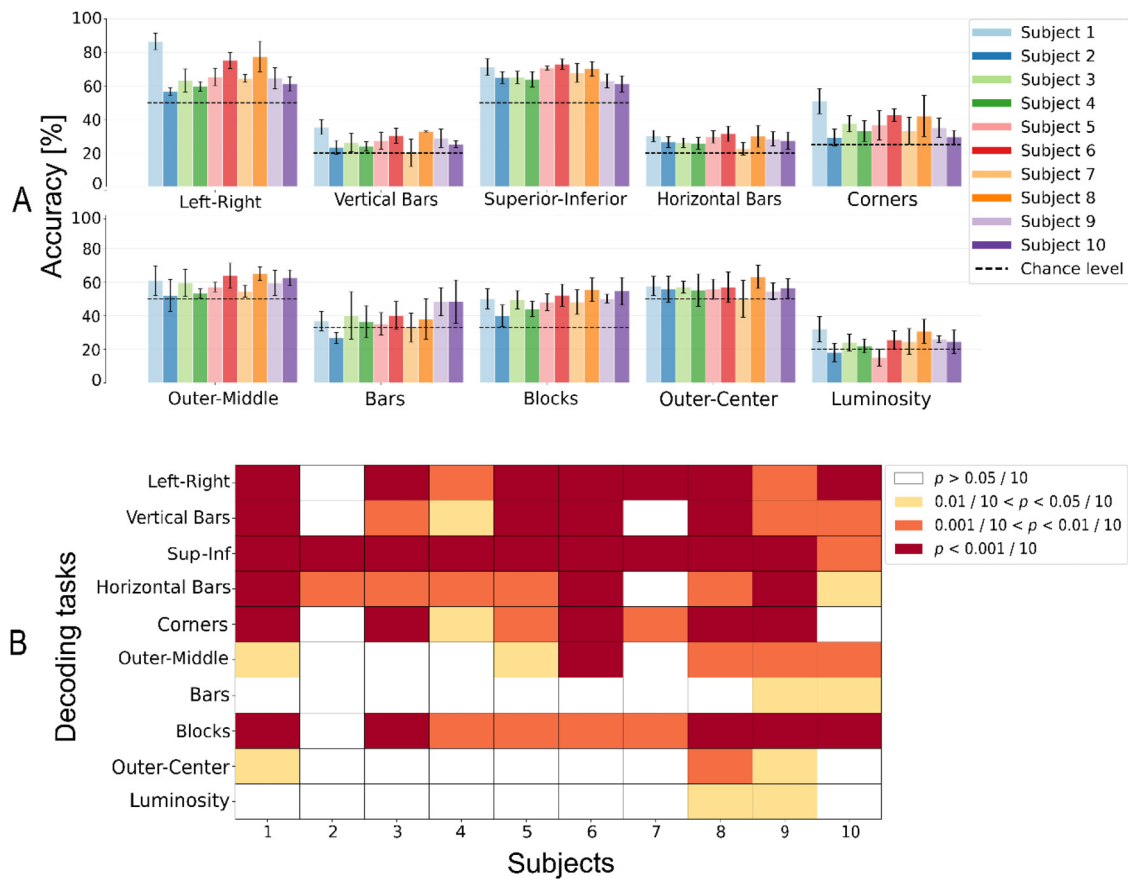 A
Accuracy [%]
100
80
60
40
20
0
Left-Right
Vertical Bars
Superior-Inferior
Horizontal Bars
Corners
Subject 1
Subject 2
Subject 3
Subject 4
Subject 5
Subject 6
Subject 7
Subject 8
Subject 9
Subject 10
Chance level
100
80
60
40
20
0
Outer-Middle
Bars
Blocks
Outer-Center
Luminosity
B
Decoding tasks
Left-Right
Vertical Bars
Sup-Inf
Horizontal Bars
Corners
Outer-Middle
Bars
Blocks
Outer-Center
Luminosity
1 2 3 4 5 6 7 8 9 10
Subjects
p > 0.05 / 10
0.01 / 10 < p < 0.05 / 10
0.001 / 10 < p < 0.01 / 10
p < 0.001 / 10